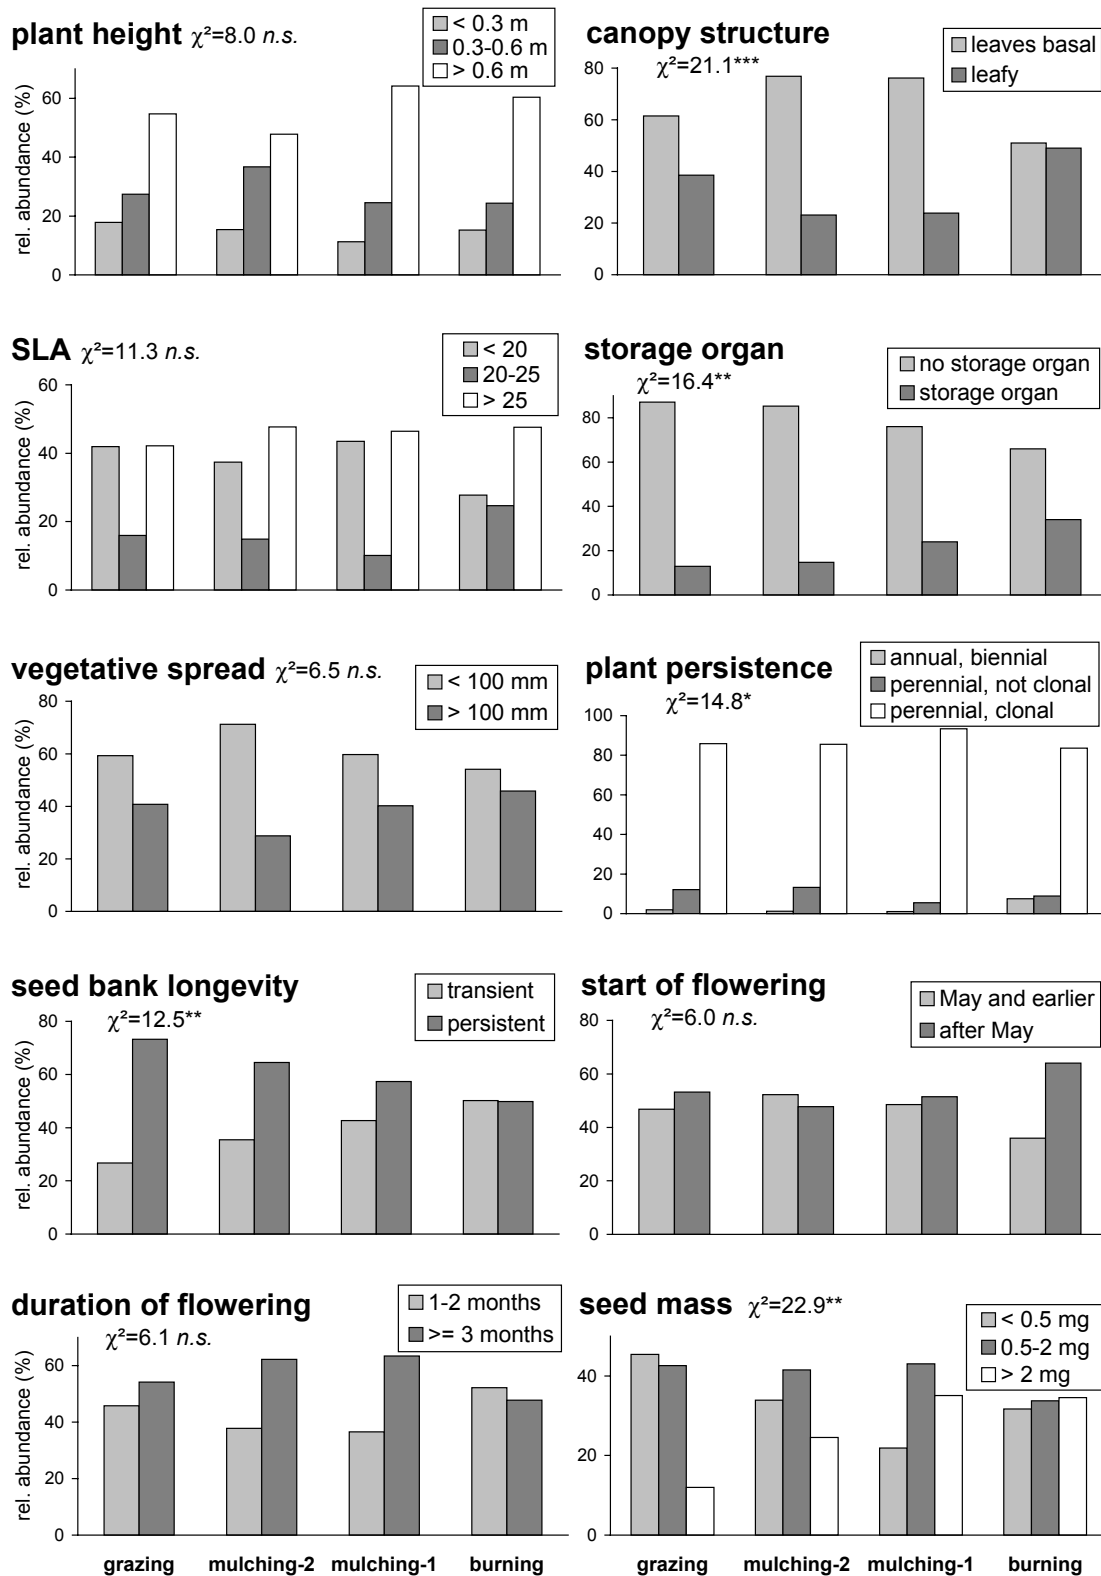 plant height χ²=8.0 n.s.
< 0.3 m
0.3-0.6 m
> 0.6 m
rel. abundance (%)
60
40
20
0
canopy structure
χ²=21.1***
leaves basal
leafy
80
60
40
20
0
SLA χ²=11.3 n.s.
< 20
20-25
> 25
rel. abundance (%)
60
40
20
0
storage organ
χ²=16.4**
no storage organ
storage organ
80
60
40
20
0
vegetative spread χ²=6.5 n.s.
< 100 mm
> 100 mm
rel. abundance (%)
80
60
40
20
0
plant persistence
χ²=14.8*
annual, biennial
perennial, not clonal
perennial, clonal
100
80
60
40
20
0
seed bank longevity
χ²=12.5**
transient
persistent
rel. abundance (%)
80
60
40
20
0
start of flowering
χ²=6.0 n.s.
May and earlier
after May
80
60
40
20
0
duration of flowering
χ²=6.1 n.s.
1-2 months
>= 3 months
rel. abundance (%)
60
40
20
0
grazing mulching-2 mulching-1 burning
seed mass χ²=22.9**
< 0.5 mg
0.5-2 mg
> 2 mg
40
20
0
grazing mulching-2 mulching-1 burning